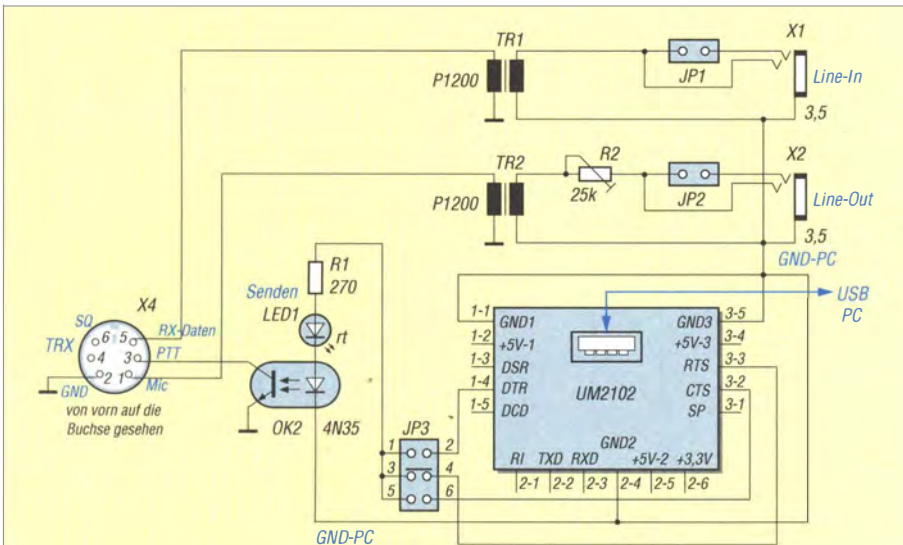 TR1
X1
P1200
JP1
Line-In
3,5
TR2
R2
X2
P1200
25k
JP2
Line-Out
3,5
GND-PC
R1
270
Senden
LED1
rt
X4
SQ
TRX
6 5
4 3
2 1
RX-Daten
PTT
Mic
GND
von vorn auf die
Buchse gesehen
OK2 4N35
JP3
1 2
3 4
5 6
GND-PC
USB
PC
1-1 GND1
1-2 +5V-1
1-3 DSR
1-4 DTR
1-5 DCD
UM2102
GND3 3-5
+5V-3 3-4
RTS 3-3
CTS 3-2
SP 3-1
GND2
RI TXD RXD +5V-2 +3,3V
2-1 2-2 2-3 2-4 2-5 2-6